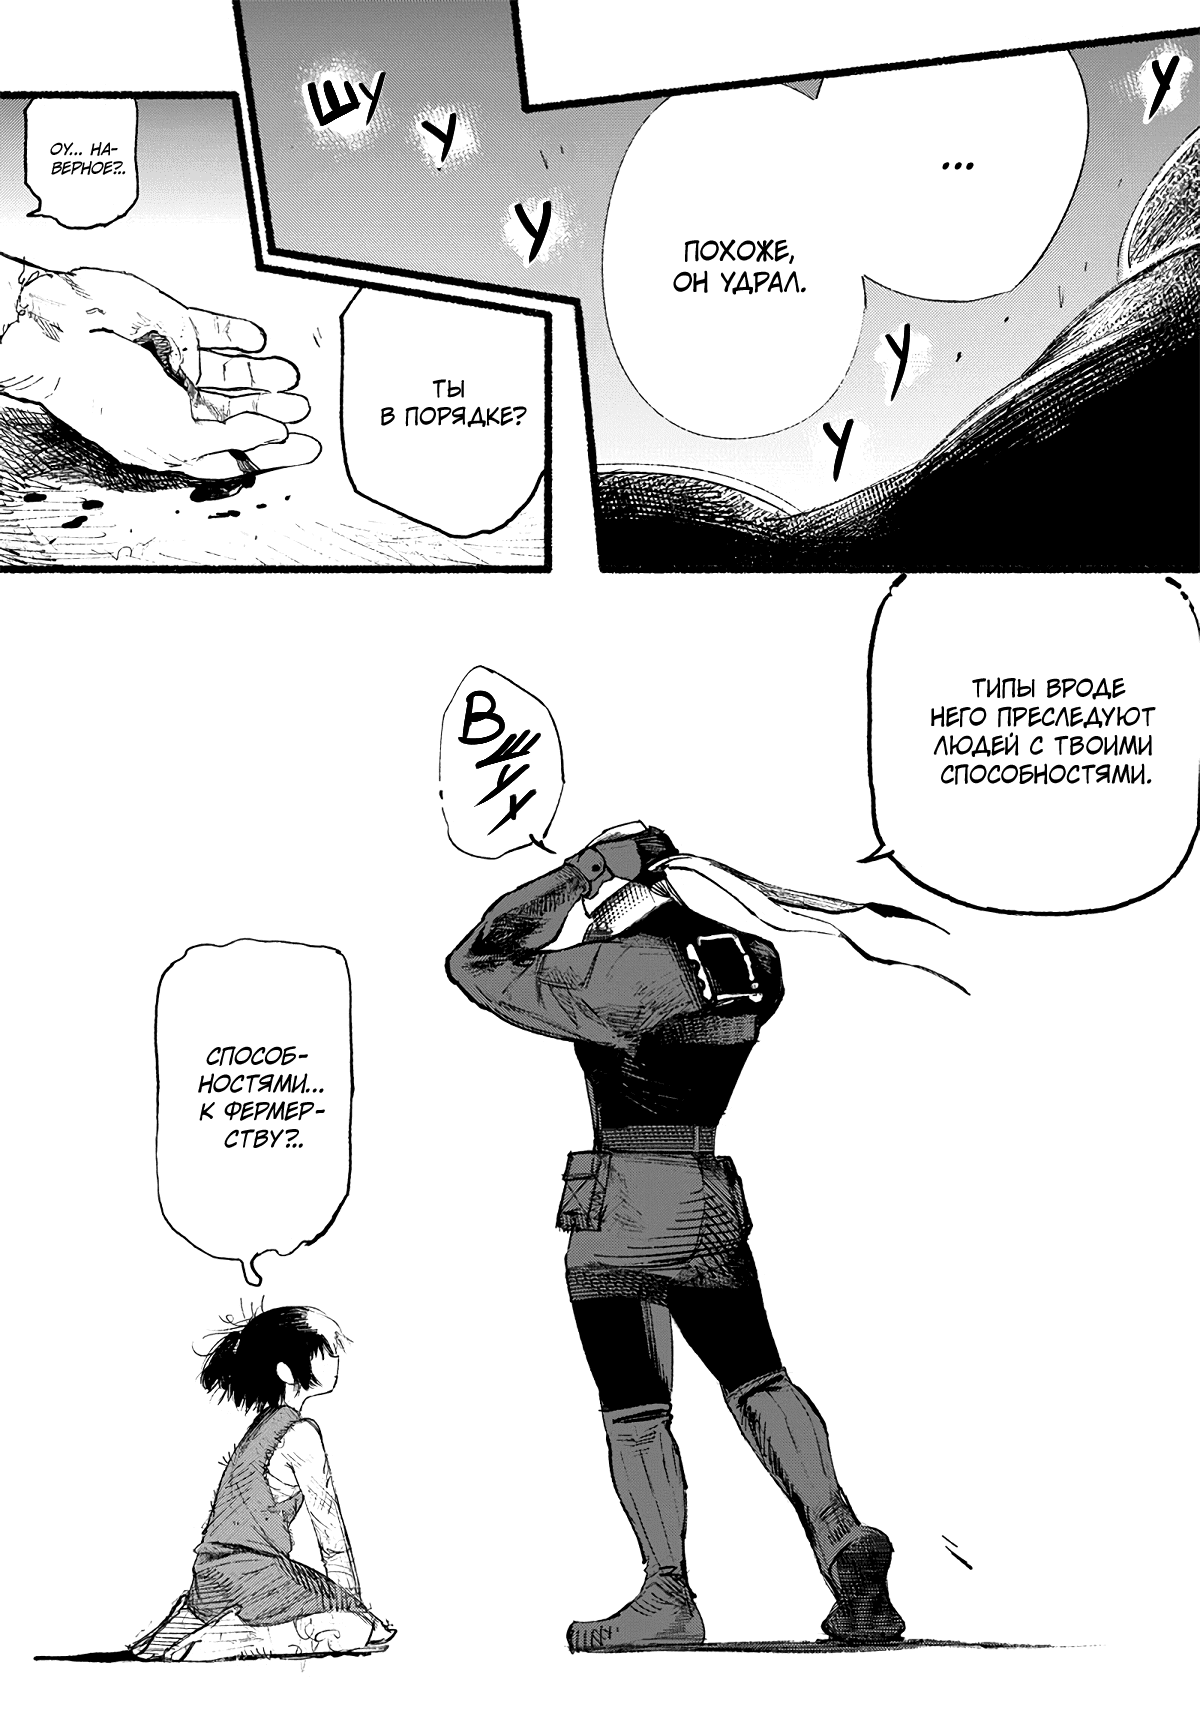 ...
ПОХОЖЕ,
ОН УДРАЛ.
ШУ
У
У
У
У
У
ТЫ
В ПОРЯДКЕ?
ОУ... НА-
ВЕРНОЕ?..
ТИПЫ ВРОДЕ
НЕГО ПРЕСЛЕДУЮТ
ЛЮДЕЙ С ТВОИМИ
СПОСОБНОСТЯМИ.
ВШУХ
СПОСОБ-
НОСТЯМИ...
К ФЕРМЕР-
СТВУ?..